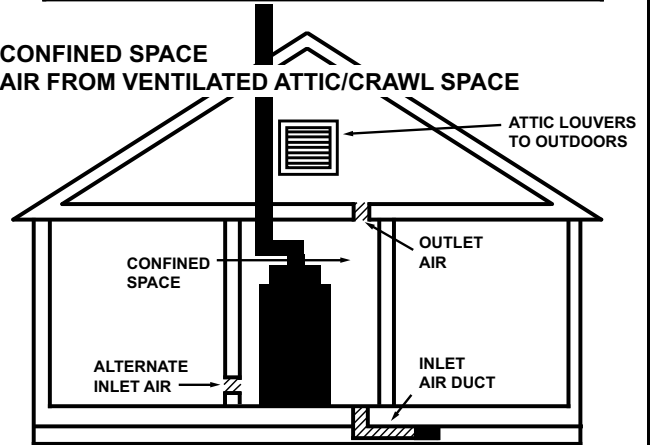 CONFINED SPACE
AIR FROM VENTILATED ATTIC/CRAWL SPACE
ATTIC LOUVERS
TO OUTDOORS
OUTLET
AIR
CONFINED
SPACE
ALTERNATE
INLET AIR
INLET
AIR DUCT